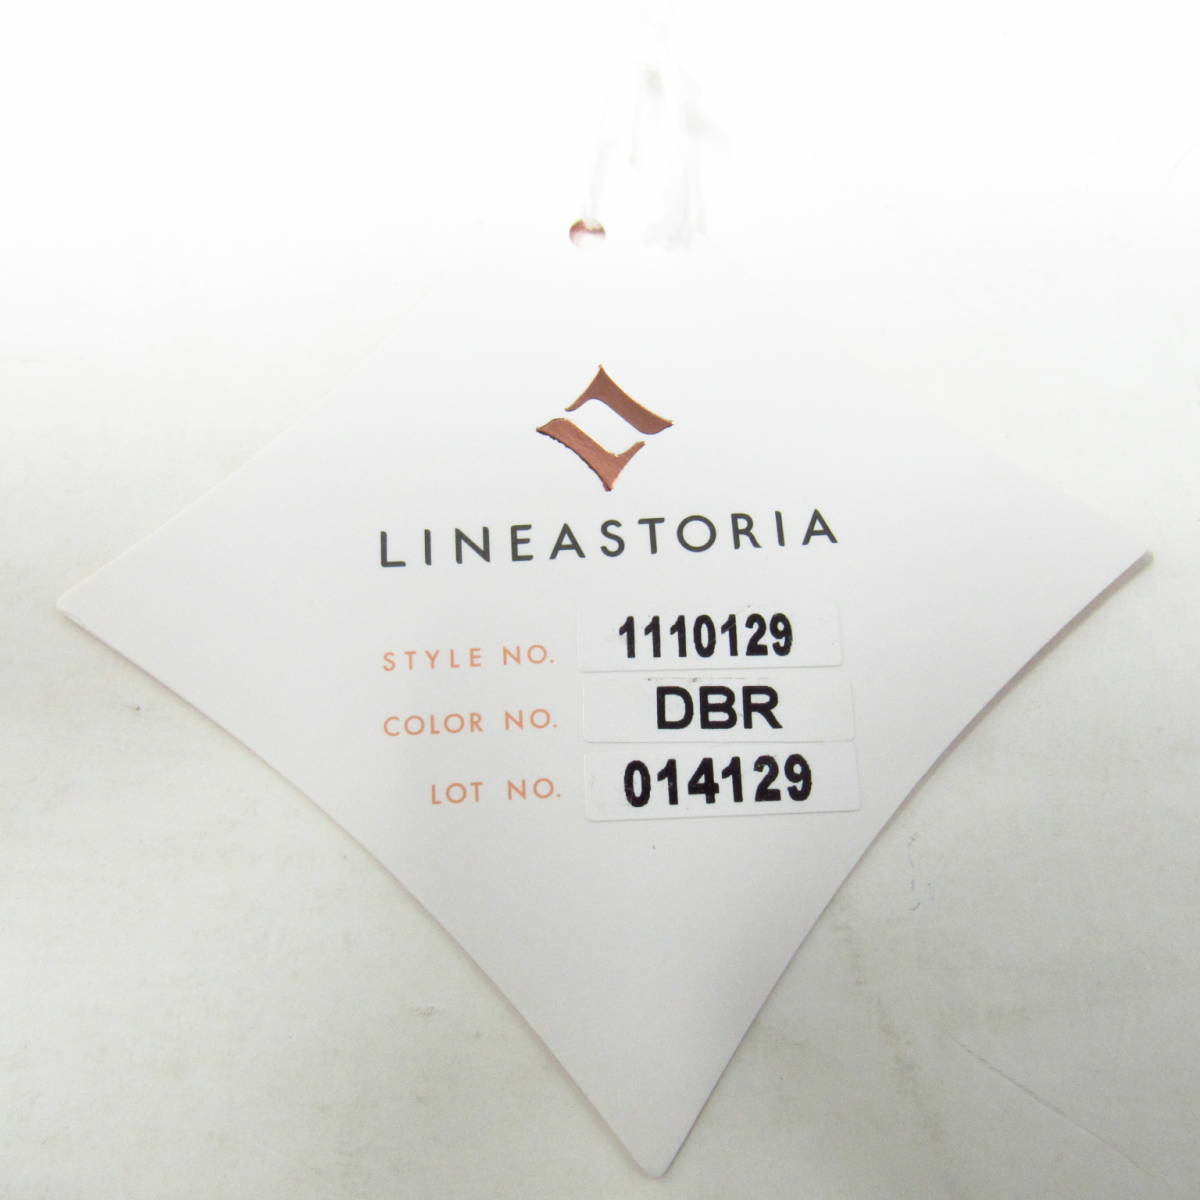 LINEASTORIA
STYLE NO. 1110129
COLOR NO. DBR
LOT NO. 014129